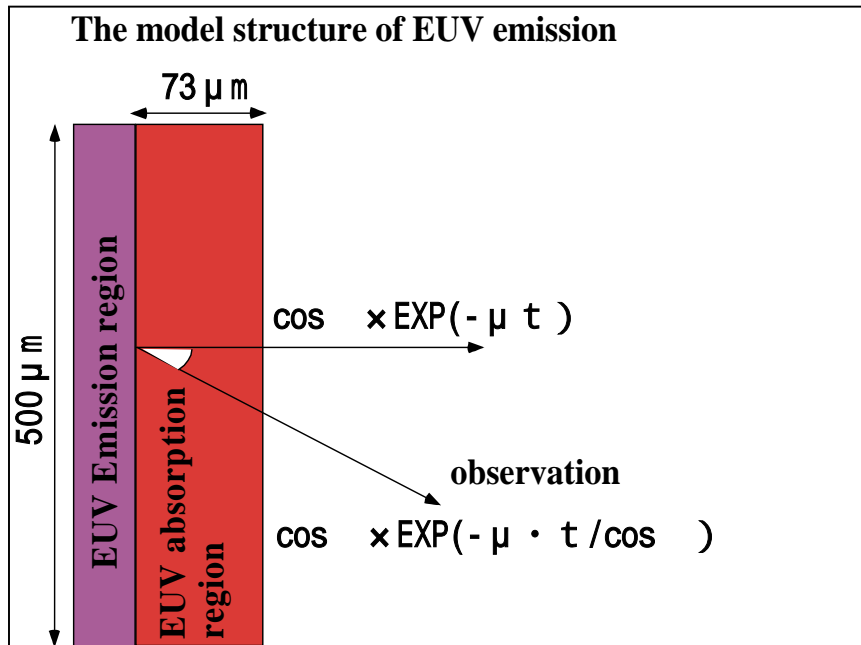 The model structure of EUV emission
73μm
500μm
EUV Emission region
EUV absorption
region
cos ×EXP(-μ t )
observation
cos ×EXP(-μ・t/cos )